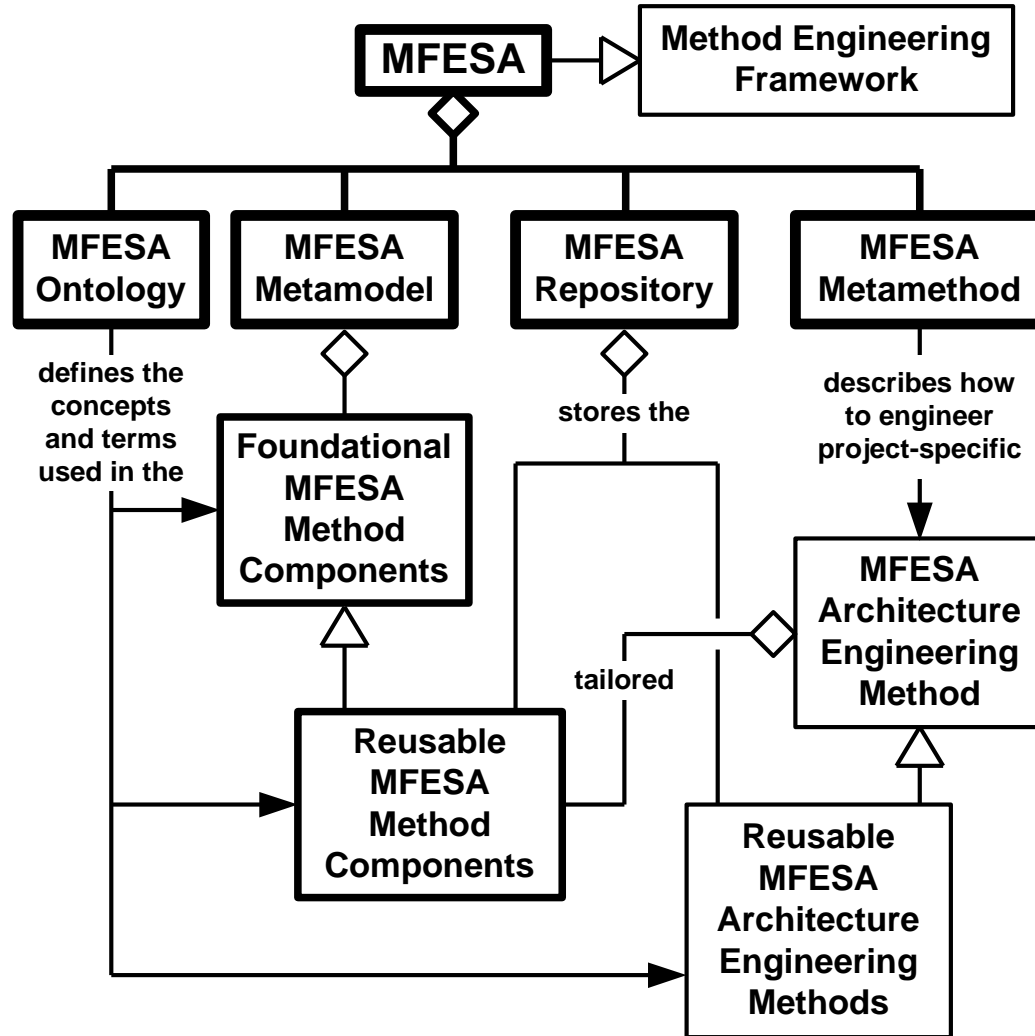 MFESA
Method Engineering
Framework
MFESA
Ontology
MFESA
Metamodel
MFESA
Repository
MFESA
Metamethod
defines the
concepts
and terms
used in the
stores the
describes how
to engineer
project-specific
Foundational
MFESA
Method
Components
MFESA
Architecture
Engineering
Method
tailored
Reusable
MFESA
Method
Components
Reusable
MFESA
Architecture
Engineering
Methods